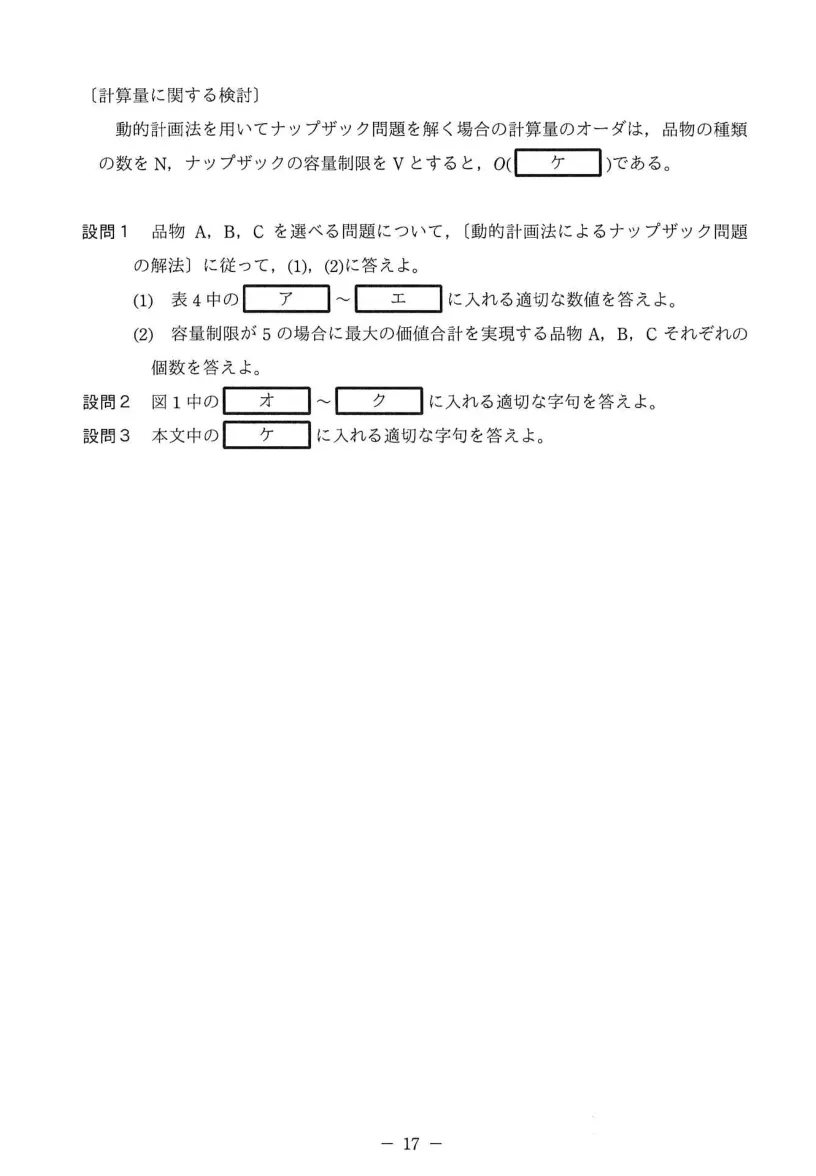 〔計算量に関する検討〕
動的計画法を用いてナップザック問題を解く場合の計算量のオーダは，品物の種類
の数を N，ナップザックの容量制限を V とすると，O( ケ )である。
設問１ 品物 A，B，C を選べる問題について，〔動的計画法によるナップザック問題
の解法〕に従って，(1)，(2)に答えよ。
(1) 表 4 中の ア ～ エ に入れる適切な数値を答えよ。
(2) 容量制限が 5 の場合に最大の価値合計を実現する品物 A，B，C それぞれの
個数を答えよ。
設問２ 図 1 中の オ ～ ク に入れる適切な字句を答えよ。
設問３ 本文中の ケ に入れる適切な字句を答えよ。
－ 17 －